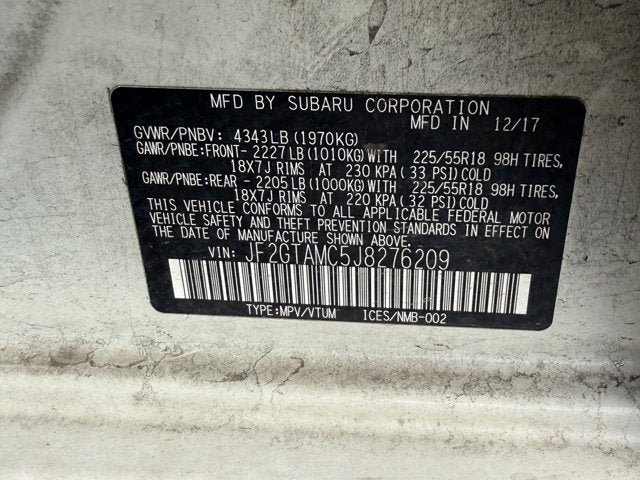 MFD BY SUBARU CORPORATION
MFD IN 12/17
GVWR/PNBV: 4343LB(1970KG)
GAWR/PNBE:FRONT-2227LB(1010KG)WITH 225/55R18 98H TIRES,
18X7J RIMS AT 230 KPA(33 PSI)COLD
GAWR/PNBE:REAR -2205LB(1000KG)WITH 225/55R18 98H TIRES,
18X7J RIMS AT 220 KPA(32 PSI)COLD
THIS VEHICLE CONFORMS TO ALL APPLICABLE FEDERAL MOTOR
VEHICLE SAFETY AND THEFT PREVENTION STANDARDS IN EFFECT ON
THE DATE OF MANUFACTURE SHOWN ABOVE.
VIN: JF2GTAMC5J8276209
TYPE:MPV/VTUM ICES/NMB-002